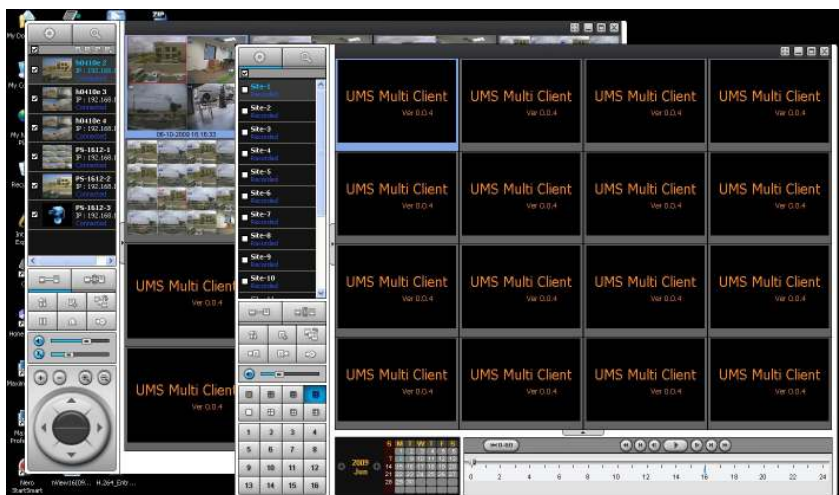 h0410e 2
IP : 192.168.
Connected
h0410e 3
IP : 192.168.
Connected
h0410e 4
IP : 192.168.
Connected
PS-1612-1
IP : 192.168.
Connected
PS-1612-2
IP : 192.168.
Connected
PS-1612-3
IP : 192.168.
Connected
UMS Multi Client
Ver 0.0.4
UMS Multi Client
Ver 0.0.4
Site-1
Recorded
Site-2
Recorded
Site-3
Recorded
Site-4
Recorded
Site-5
Recorded
Site-6
Recorded
Site-7
Recorded
Site-8
Recorded
Site-9
Recorded
Site-10
Recorded
1 2 3 4
5 6 7 8
9 10 11 12
13 14 15 16
UMS Multi Client UMS Multi Client UMS Multi Client UMS Multi Client
Ver 0.0.4 Ver 0.0.4 Ver 0.0.4 Ver 0.0.4
UMS Multi Client UMS Multi Client UMS Multi Client UMS Multi Client
Ver 0.0.4 Ver 0.0.4 Ver 0.0.4 Ver 0.0.4
UMS Multi Client UMS Multi Client UMS Multi Client UMS Multi Client
Ver 0.0.4 Ver 0.0.4 Ver 0.0.4 Ver 0.0.4
UMS Multi Client UMS Multi Client UMS Multi Client UMS Multi Client
Ver 0.0.4 Ver 0.0.4 Ver 0.0.4 Ver 0.0.4
2009
Jun
S M T W T F S
0 2 4 6 8 10 12 14 16 18 20 22 24
Nero
StartSmart
H.264_Entr...